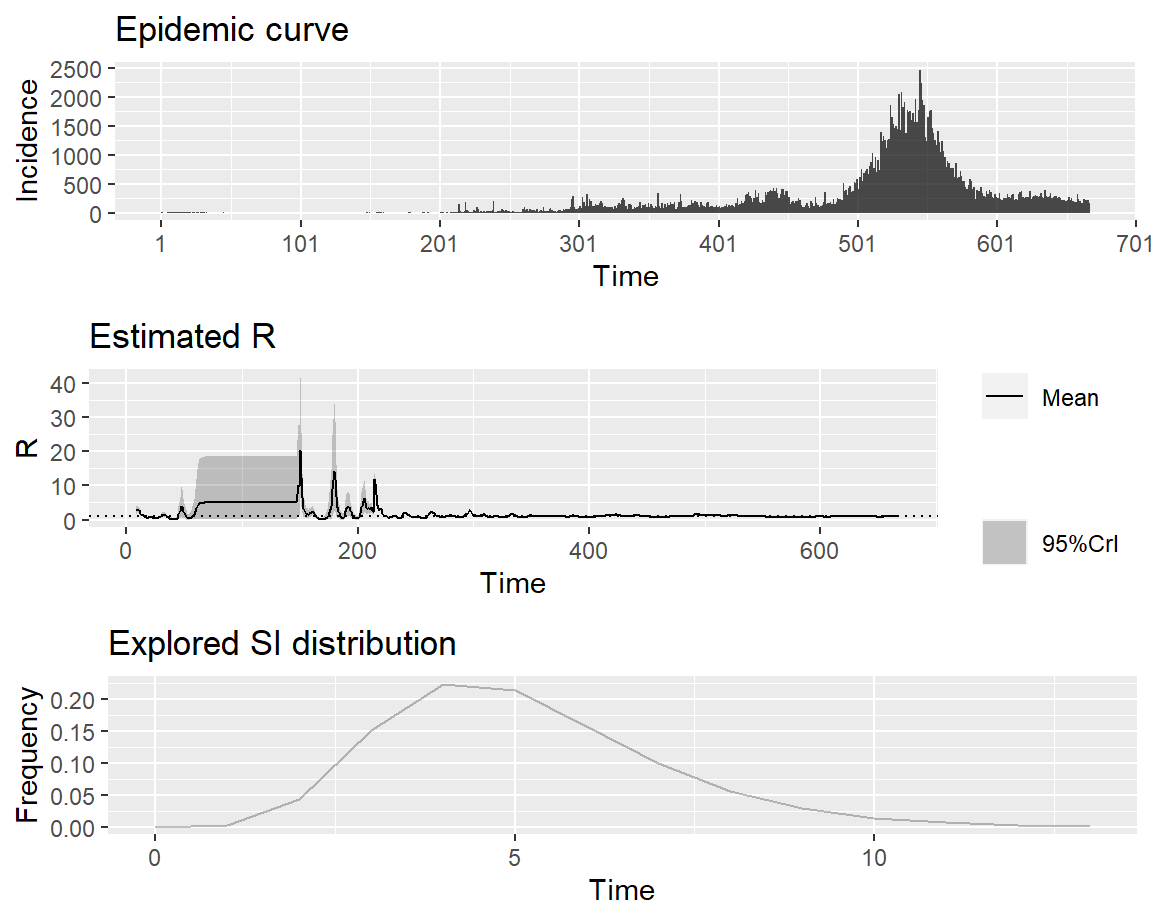 Epidemic curve
2500
2000
1500
1000
500
0
Incidence
1 101 201 301 401 501 601 701
Time
Estimated R
40
30
20
10
0
R
0 200 400 600
Time
Mean
95%CrI
Explored SI distribution
0.20
0.15
0.10
0.05
0.00
Frequency
0 5 10
Time